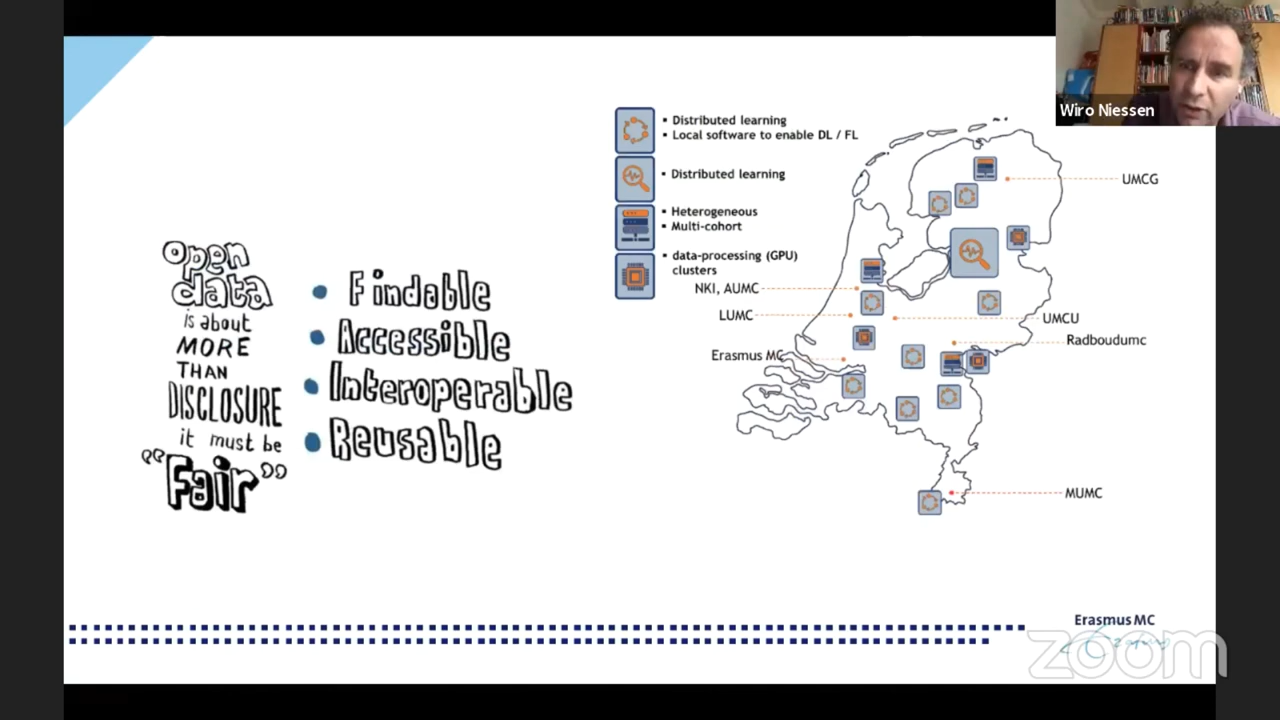 Wiro Niessen
open
data
is about
MORE
THAN
DISCLOSURE
it must be
“Fair”
• Findable
• Accessible
• Interoperable
• Reusable
▪ Distributed learning
▪ Local software to enable DL / FL
▪ Distributed learning
▪ Heterogeneous
▪ Multi-cohort
▪ data-processing (GPU)
clusters
UMCG
NKI, AUMC
LUMC
UMCU
Radboudumc
Erasmus MC
MUMC
Erasmus MC
zoom